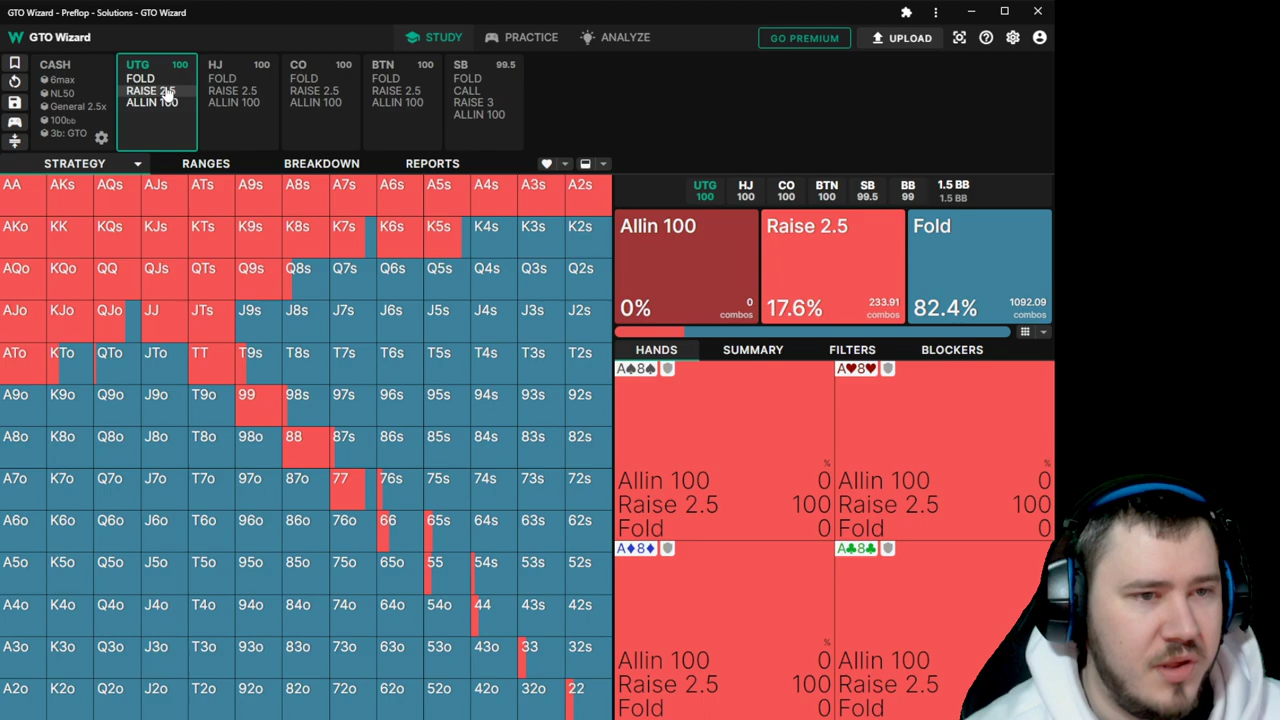 GTO Wizard - Preflop - Solutions - GTO Wizard
GTO Wizard
STUDY
PRACTICE
ANALYZE
GO PREMIUM
UPLOAD
CASH
6max
NL50
General 2.5x
100bb
3b: GTO
UTG 100
FOLD
RAISE 2.5
ALLIN 100
HJ 100
FOLD
RAISE 2.5
ALLIN 100
CO 100
FOLD
RAISE 2.5
ALLIN 100
BTN 100
FOLD
RAISE 2.5
ALLIN 100
SB 99.5
FOLD
CALL
RAISE 3
ALLIN 100
STRATEGY
RANGES
BREAKDOWN
REPORTS
AA AKs AQs AJs ATs A9s A8s A7s A6s A5s A4s A3s A2s
AKo KK KQs KJs KTs K9s K8s K7s K6s K5s K4s K3s K2s
AQo KQo QQ QJs QTs Q9s Q8s Q7s Q6s Q5s Q4s Q3s Q2s
AJo KJo QJo JJ JTs J9s J8s J7s J6s J5s J4s J3s J2s
ATo KTo QTo JTo TT T9s T8s T7s T6s T5s T4s T3s T2s
A9o K9o Q9o J9o T9o 99 98s 97s 96s 95s 94s 93s 92s
A8o K8o Q8o J8o T8o 98o 88 87s 86s 85s 84s 83s 82s
A7o K7o Q7o J7o T7o 97o 87o 77 76s 75s 74s 73s 72s
A6o K6o Q6o J6o T6o 96o 86o 76o 66 65s 64s 63s 62s
A5o K5o Q5o J5o T5o 95o 85o 75o 65o 55 54s 53s 52s
A4o K4o Q4o J4o T4o 94o 84o 74o 64o 54o 44 43s 42s
A3o K3o Q3o J3o T3o 93o 83o 73o 63o 53o 43o 33 32s
A2o K2o Q2o J2o T2o 92o 82o 72o 62o 52o 42o 32o 22
UTG HJ CO BTN SB BB 1.5 BB
100 100 100 100 99.5 99 1.5 BB
Allin 100
0%
0
combos
Raise 2.5
17.6%
233.91
combos
Fold
82.4%
1092.09
combos
HANDS
SUMMARY
FILTERS
BLOCKERS
A♠8♠
%
Allin 100 0
Raise 2.5 100
Fold 0
A♥8♥
%
Allin 100 0
Raise 2.5 100
Fold 0
A♦8♦
%
Allin 100 0
Raise 2.5 100
Fold 0
A♣8♣
Allin 100
Raise 2.5
Fold